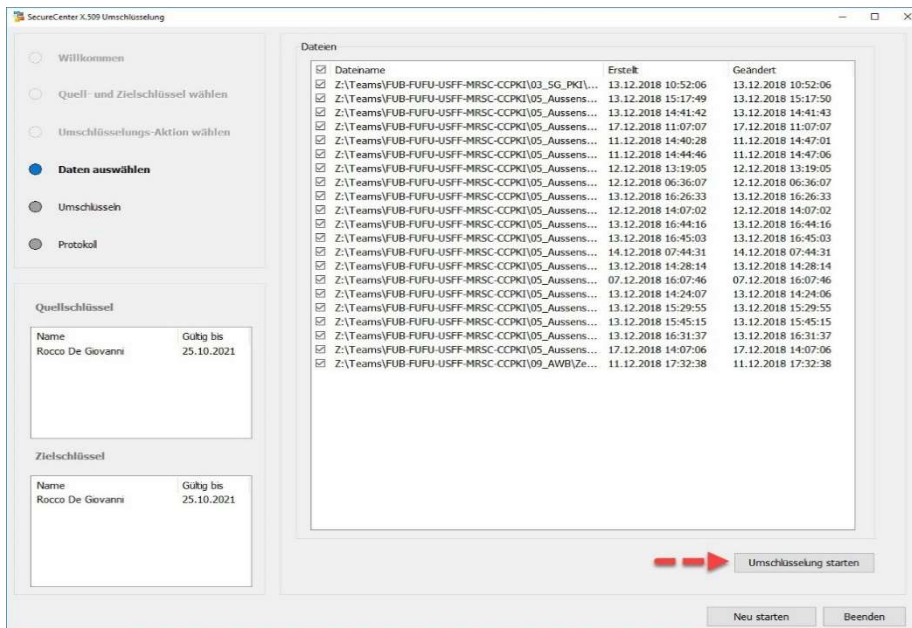 SecureCenter X.509 Umschlüsselung
Willkommen
Quell- und Zielschlüssel wählen
Umschlüsselungs-Aktion wählen
Daten auswählen
Umschlüsseln
Protokoll
Quellschlüssel
Name Gültig bis
Rocco De Giovanni 25.10.2021
Zielschlüssel
Name Gültig bis
Rocco De Giovanni 25.10.2021
Dateien
Dateiname Erstellt Geändert
Z:\Teams\FUB-FUFU-USFF-MRSC-CCPKI\03_SG_PKI\... 13.12.2018 10:52:06 13.12.2018 10:52:06
Z:\Teams\FUB-FUFU-USFF-MRSC-CCPKI\05_Aussens... 13.12.2018 15:17:49 13.12.2018 15:17:50
Z:\Teams\FUB-FUFU-USFF-MRSC-CCPKI\05_Aussens... 13.12.2018 14:41:42 13.12.2018 14:41:43
Z:\Teams\FUB-FUFU-USFF-MRSC-CCPKI\05_Aussens... 17.12.2018 11:07:07 17.12.2018 11:07:07
Z:\Teams\FUB-FUFU-USFF-MRSC-CCPKI\05_Aussens... 11.12.2018 14:40:28 11.12.2018 14:47:01
Z:\Teams\FUB-FUFU-USFF-MRSC-CCPKI\05_Aussens... 11.12.2018 14:44:46 11.12.2018 14:47:06
Z:\Teams\FUB-FUFU-USFF-MRSC-CCPKI\05_Aussens... 12.12.2018 13:19:05 12.12.2018 13:19:05
Z:\Teams\FUB-FUFU-USFF-MRSC-CCPKI\05_Aussens... 12.12.2018 06:36:07 12.12.2018 06:36:07
Z:\Teams\FUB-FUFU-USFF-MRSC-CCPKI\05_Aussens... 13.12.2018 16:26:33 13.12.2018 16:26:33
Z:\Teams\FUB-FUFU-USFF-MRSC-CCPKI\05_Aussens... 12.12.2018 14:07:02 12.12.2018 14:07:02
Z:\Teams\FUB-FUFU-USFF-MRSC-CCPKI\05_Aussens... 13.12.2018 16:44:16 13.12.2018 16:44:16
Z:\Teams\FUB-FUFU-USFF-MRSC-CCPKI\05_Aussens... 13.12.2018 16:45:03 13.12.2018 16:45:03
Z:\Teams\FUB-FUFU-USFF-MRSC-CCPKI\05_Aussens... 14.12.2018 07:44:31 14.12.2018 07:44:31
Z:\Teams\FUB-FUFU-USFF-MRSC-CCPKI\05_Aussens... 13.12.2018 14:28:14 13.12.2018 14:28:14
Z:\Teams\FUB-FUFU-USFF-MRSC-CCPKI\05_Aussens... 07.12.2018 16:07:46 07.12.2018 16:07:46
Z:\Teams\FUB-FUFU-USFF-MRSC-CCPKI\05_Aussens... 13.12.2018 14:24:07 13.12.2018 14:24:06
Z:\Teams\FUB-FUFU-USFF-MRSC-CCPKI\05_Aussens... 13.12.2018 15:29:55 13.12.2018 15:29:55
Z:\Teams\FUB-FUFU-USFF-MRSC-CCPKI\05_Aussens... 13.12.2018 15:45:15 13.12.2018 15:45:15
Z:\Teams\FUB-FUFU-USFF-MRSC-CCPKI\05_Aussens... 13.12.2018 16:31:37 13.12.2018 16:31:37
Z:\Teams\FUB-FUFU-USFF-MRSC-CCPKI\05_Aussens... 17.12.2018 14:07:06 17.12.2018 14:07:06
Z:\Teams\FUB-FUFU-USFF-MRSC-CCPKI\09_AWB\Ze... 11.12.2018 17:32:38 11.12.2018 17:32:38
Umschlüsselung starten
Neu starten Beenden